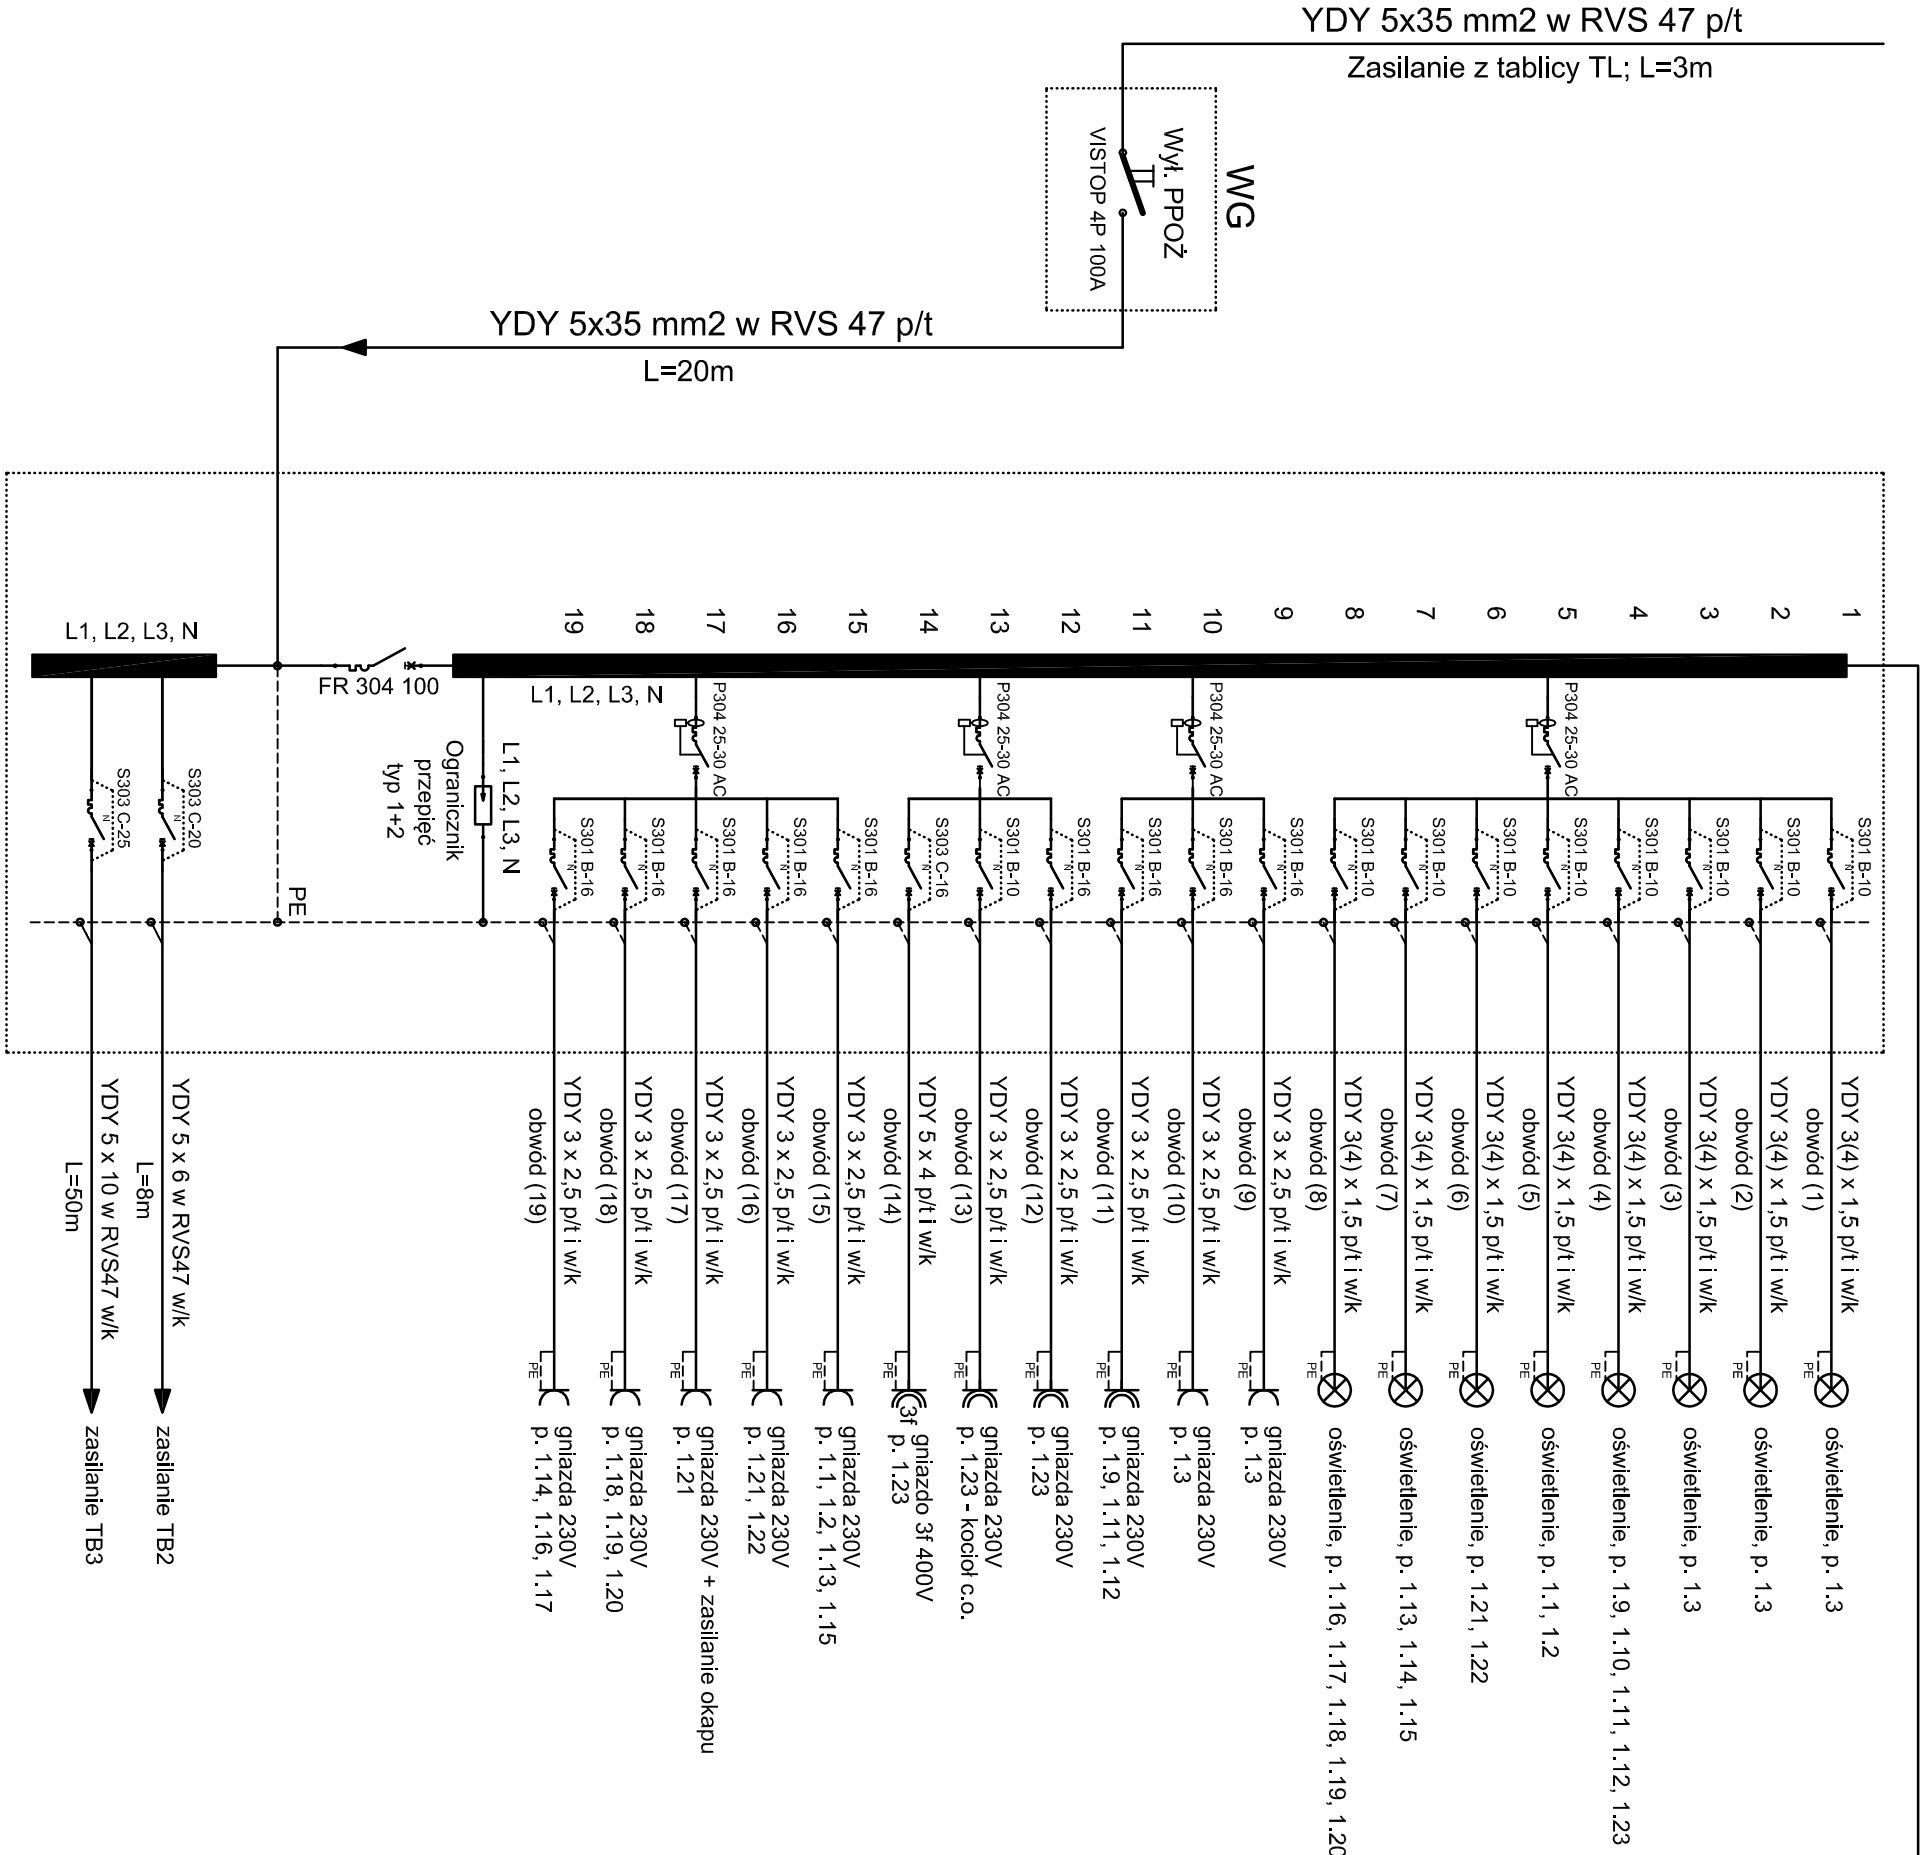 YDY 5x35 mm2 w RVS 47 p/t
Zasilanie z tablicy TL; L=3m
WG
Wył. PPOŻ
VISTOP 4P 100A
YDY 5x35 mm2 w RVS 47 p/t
L=20m
L1, L2, L3, N
FR 304 100
L1, L2, L3, N
19
18
17
16
15
14
13
12
11
10
9
8
7
6
5
4
3
2
1
P304 25-30 AC
P304 25-30 AC
P304 25-30 AC
P304 25-30 AC
L1, L2, L3, N
Ogranicznik
przepięć
typ 1+2
PE
S303 C-25
N
S303 C-20
N
S301 B-16
N
S301 B-16
N
S301 B-16
N
S301 B-16
N
S301 B-16
N
S303 C-16
N
S301 B-10
N
S301 B-16
N
S301 B-16
N
S301 B-16
N
S301 B-16
N
S301 B-10
N
S301 B-10
N
S301 B-10
N
S301 B-10
N
S301 B-10
N
S301 B-10
N
S301 B-10
N
S301 B-10
N
YDY 5 x 10 w RVS47 w/k
L=50m
zasilanie TB3
YDY 5 x 6 w RVS47 w/k
L=8m
zasilanie TB2
YDY 3 x 2,5 p/t i w/k
obwód (19)
PE
gniazda 230V
p. 1.14, 1.16, 1.17
YDY 3 x 2,5 p/t i w/k
obwód (18)
PE
gniazda 230V
p. 1.18, 1.19, 1.20
YDY 3 x 2,5 p/t i w/k
obwód (17)
PE
gniazda 230V + zasilanie okapu
p. 1.21
YDY 3 x 2,5 p/t i w/k
obwód (16)
PE
gniazda 230V
p. 1.21, 1.22
YDY 3 x 2,5 p/t i w/k
obwód (15)
PE
gniazda 230V
p. 1.1, 1.2, 1.13, 1.15
YDY 5 x 4 p/t i w/k
obwód (14)
PE
3f
gniazdo 3f 400V
p. 1.23
YDY 3 x 2,5 p/t i w/k
obwód (13)
PE
gniazda 230V
p. 1.23 - kocioł c.o.
YDY 3 x 2,5 p/t i w/k
obwód (12)
PE
gniazda 230V
p. 1.23
YDY 3 x 2,5 p/t i w/k
obwód (11)
PE
gniazda 230V
p. 1.9, 1.11, 1.12
YDY 3 x 2,5 p/t i w/k
obwód (10)
PE
gniazda 230V
p. 1.3
YDY 3 x 2,5 p/t i w/k
obwód (9)
PE
gniazda 230V
p. 1.3
YDY 3(4) x 1,5 p/t i w/k
obwód (8)
PE
oświetlenie, p. 1.16, 1.17, 1.18, 1.19, 1.20
YDY 3(4) x 1,5 p/t i w/k
obwód (7)
PE
oświetlenie, p. 1.13, 1.14, 1.15
YDY 3(4) x 1,5 p/t i w/k
obwód (6)
PE
oświetlenie, p. 1.21, 1.22
YDY 3(4) x 1,5 p/t i w/k
obwód (5)
PE
oświetlenie, p. 1.1, 1.2
YDY 3(4) x 1,5 p/t i w/k
obwód (4)
PE
oświetlenie, p. 1.9, 1.10, 1.11, 1.12, 1.23
YDY 3(4) x 1,5 p/t i w/k
obwód (3)
PE
oświetlenie, p. 1.3
YDY 3(4) x 1,5 p/t i w/k
obwód (2)
PE
oświetlenie, p. 1.3
YDY 3(4) x 1,5 p/t i w/k
obwód (1)
PE
oświetlenie, p. 1.3